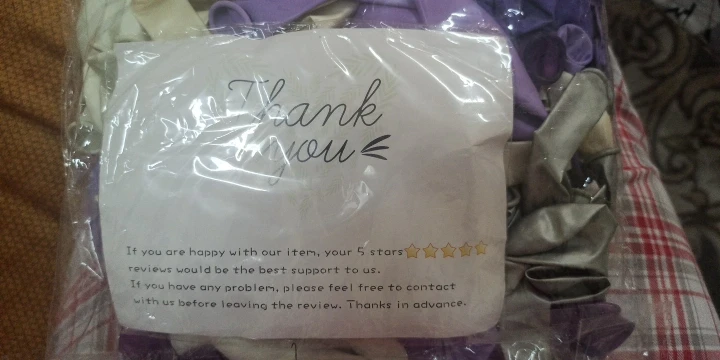 Thank
you
If you are happy with our item, your 5 stars⭐⭐⭐⭐⭐
reviews would be the best support to us.
If you have any problem, please feel free to contact
with us before leaving the review. Thanks in advance.